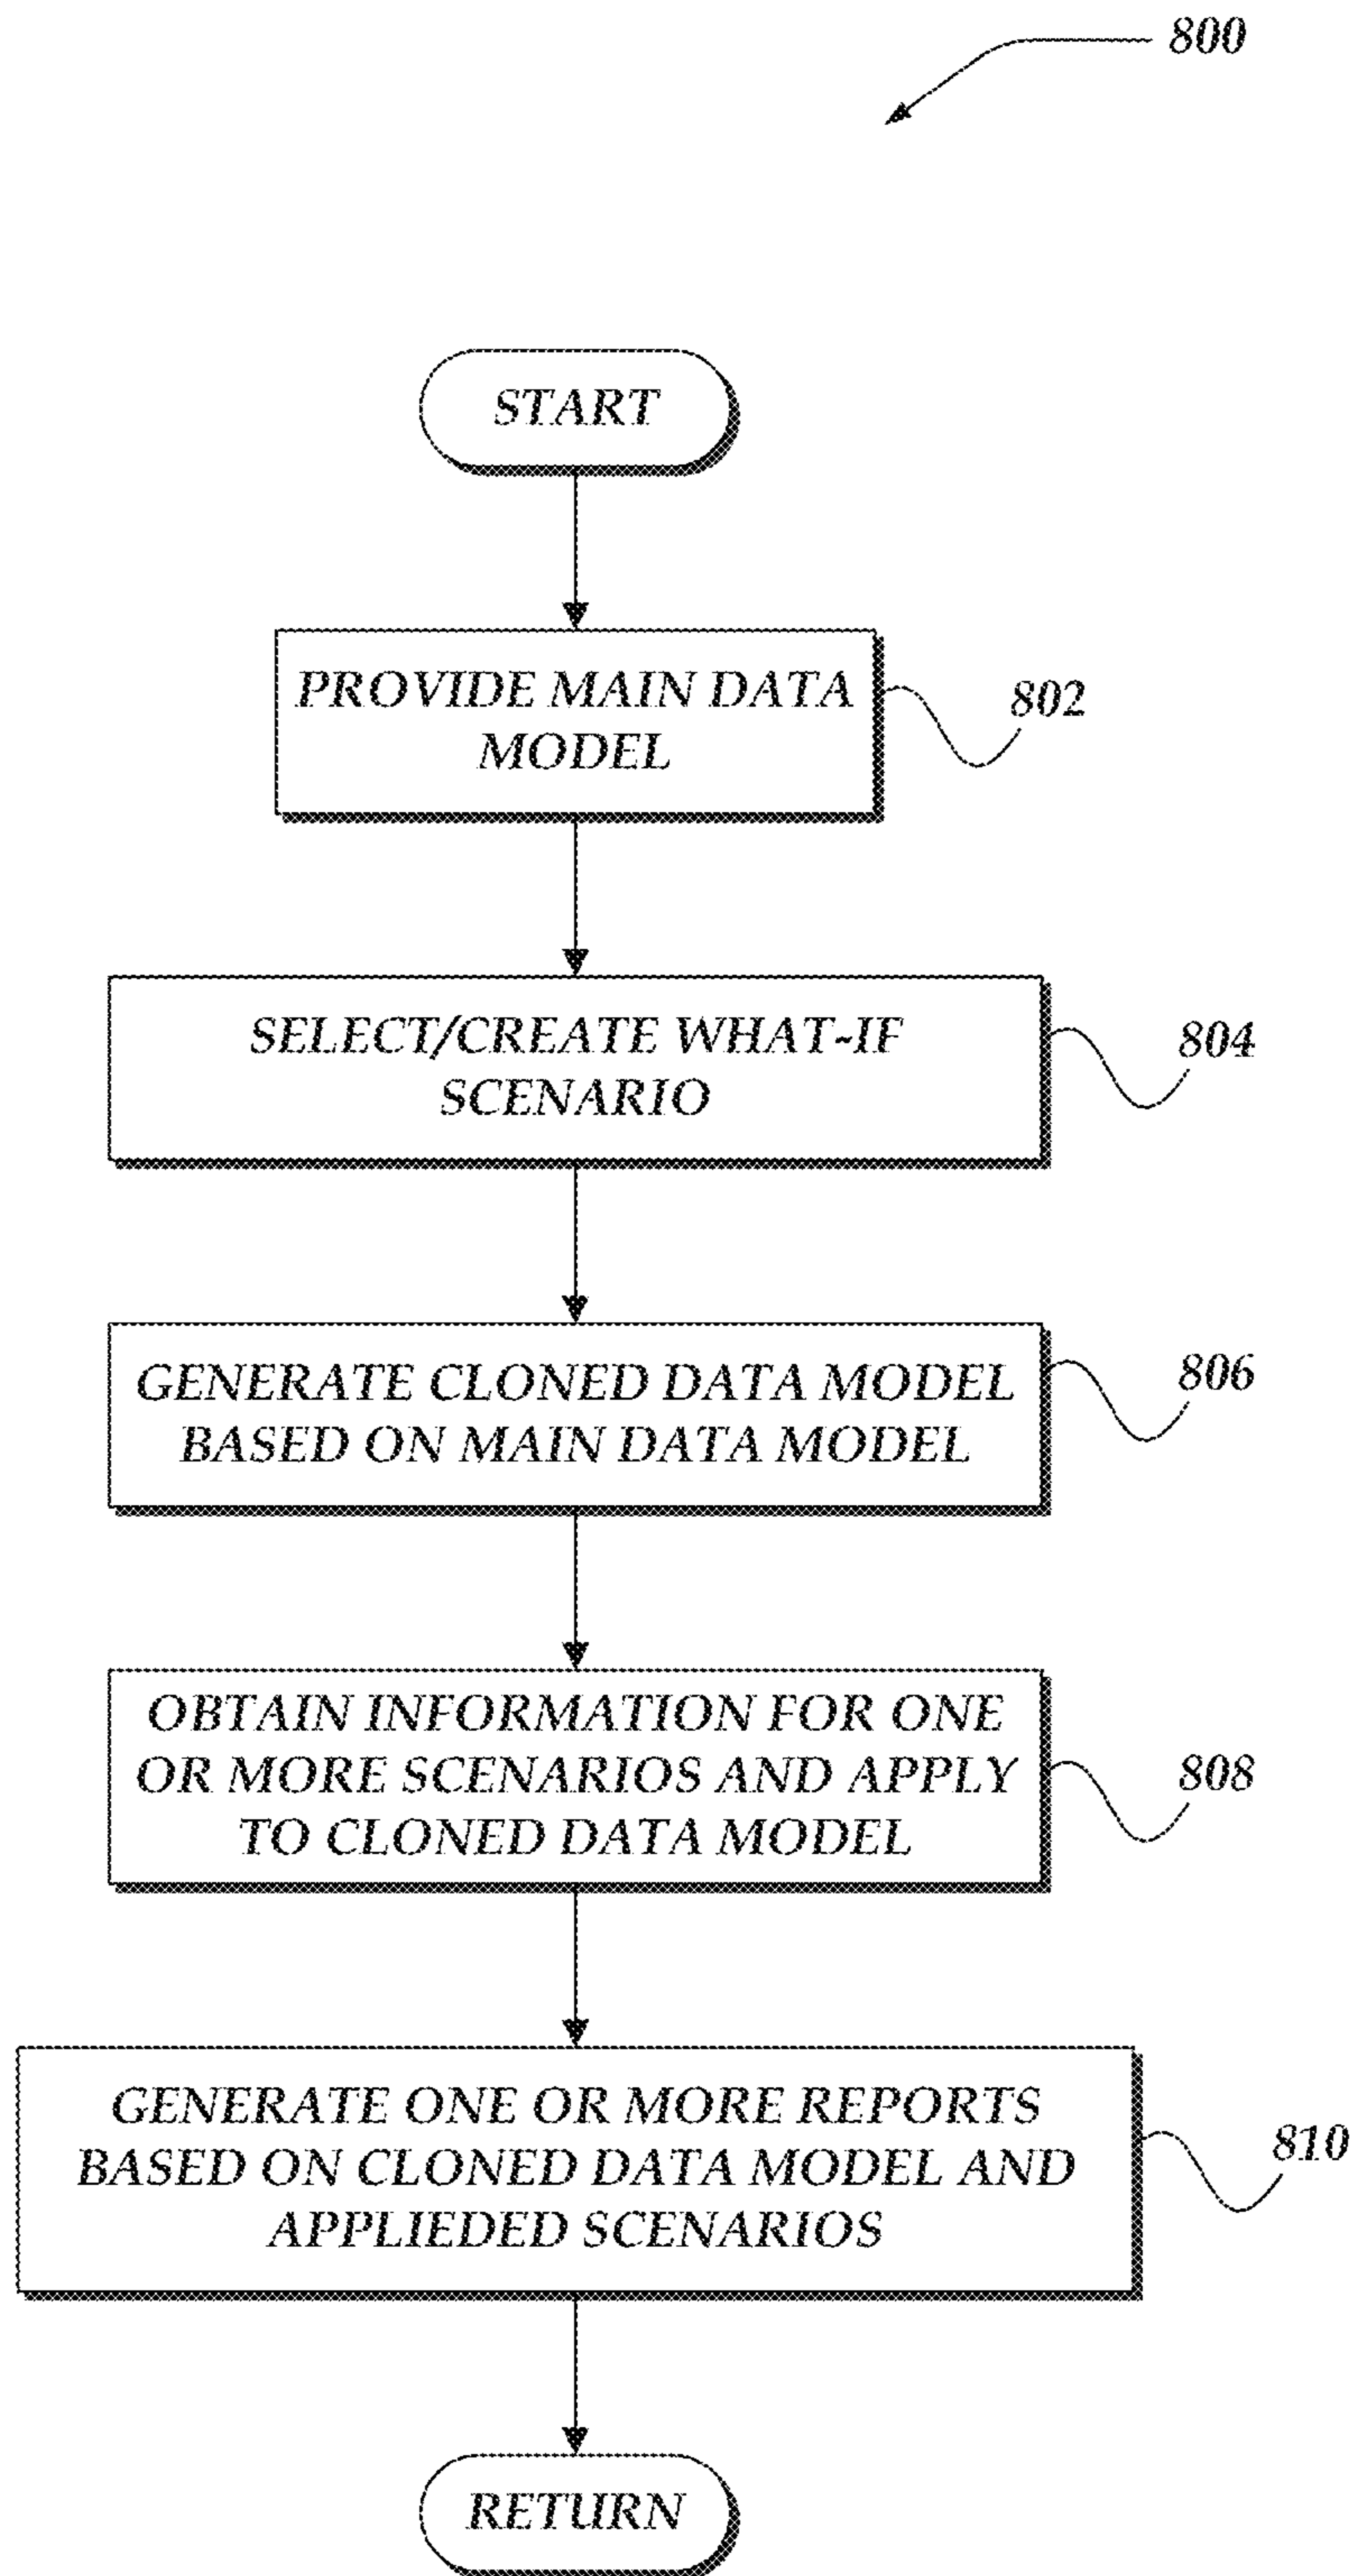 800
START
PROVIDE MAIN DATA
MODEL
802
SELECT/CREATE WHAT-IF
SCENARIO
804
GENERATE CLONED DATA MODEL
BASED ON MAIN DATA MODEL
806
OBTAIN INFORMATION FOR ONE
OR MORE SCENARIOS AND APPLY
TO CLONED DATA MODEL
808
GENERATE ONE OR MORE REPORTS
BASED ON CLONED DATA MODEL AND
APPLIEDED SCENARIOS
810
RETURN